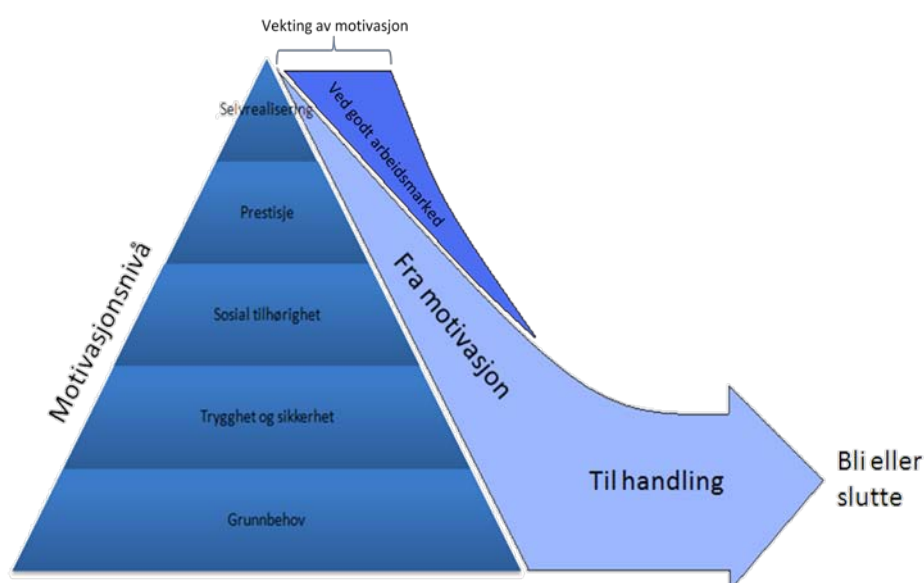 Vekting av motivasjon
Selvrealisering
Ved godt arbeidsmarked
Prestisje
Motivasjonsnivå
Fra motivasjon
Sosial tilhørighet
Trygghet og sikkerhet
Til handling
Bli eller
slutte
Grunnbehov